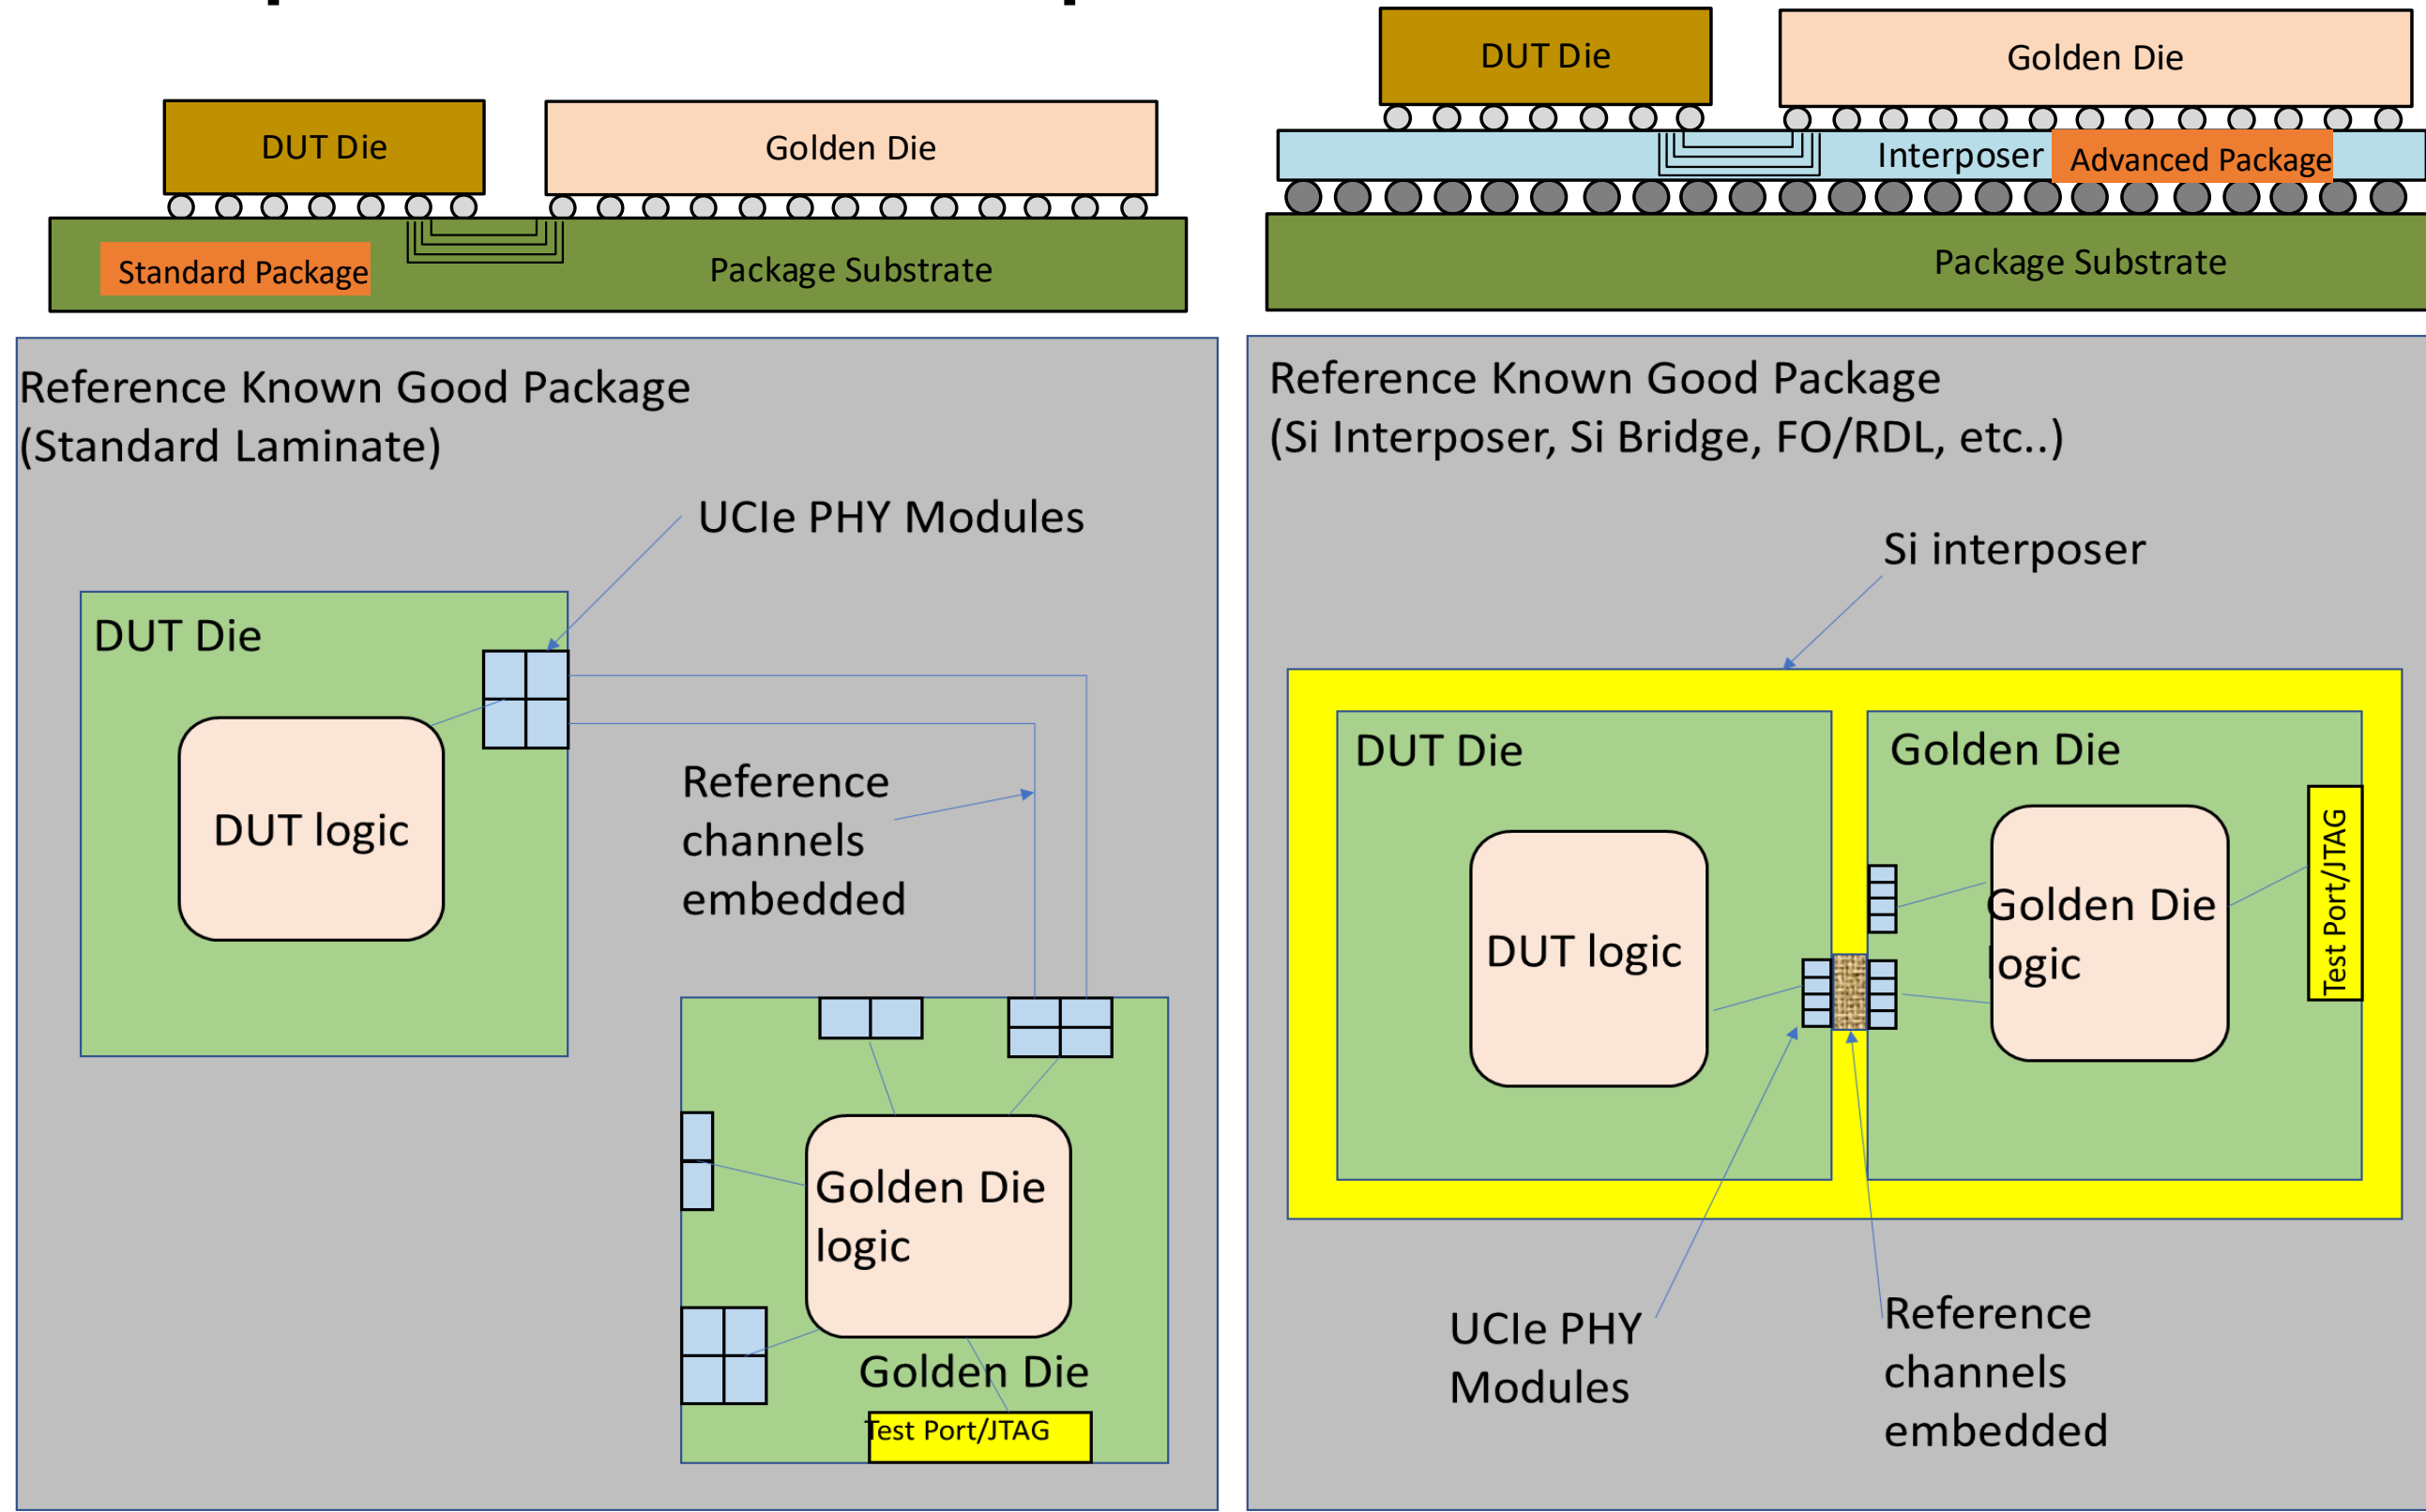 DUT Die
Golden Die
Standard Package
Package Substrate
DUT Die
Golden Die
Interposer
Advanced Package
Package Substrate
Reference Known Good Package
(Standard Laminate)
UCIe PHY Modules
DUT Die
DUT logic
Reference
channels
embedded
Golden Die
logic
Golden Die
Test Port/JTAG
Reference Known Good Package
(Si Interposer, Si Bridge, FO/RDL, etc..)
Si interposer
DUT Die
DUT logic
Golden Die
Golden Die
logic
Test Port/JTAG
UCIe PHY
Modules
Reference
channels
embedded